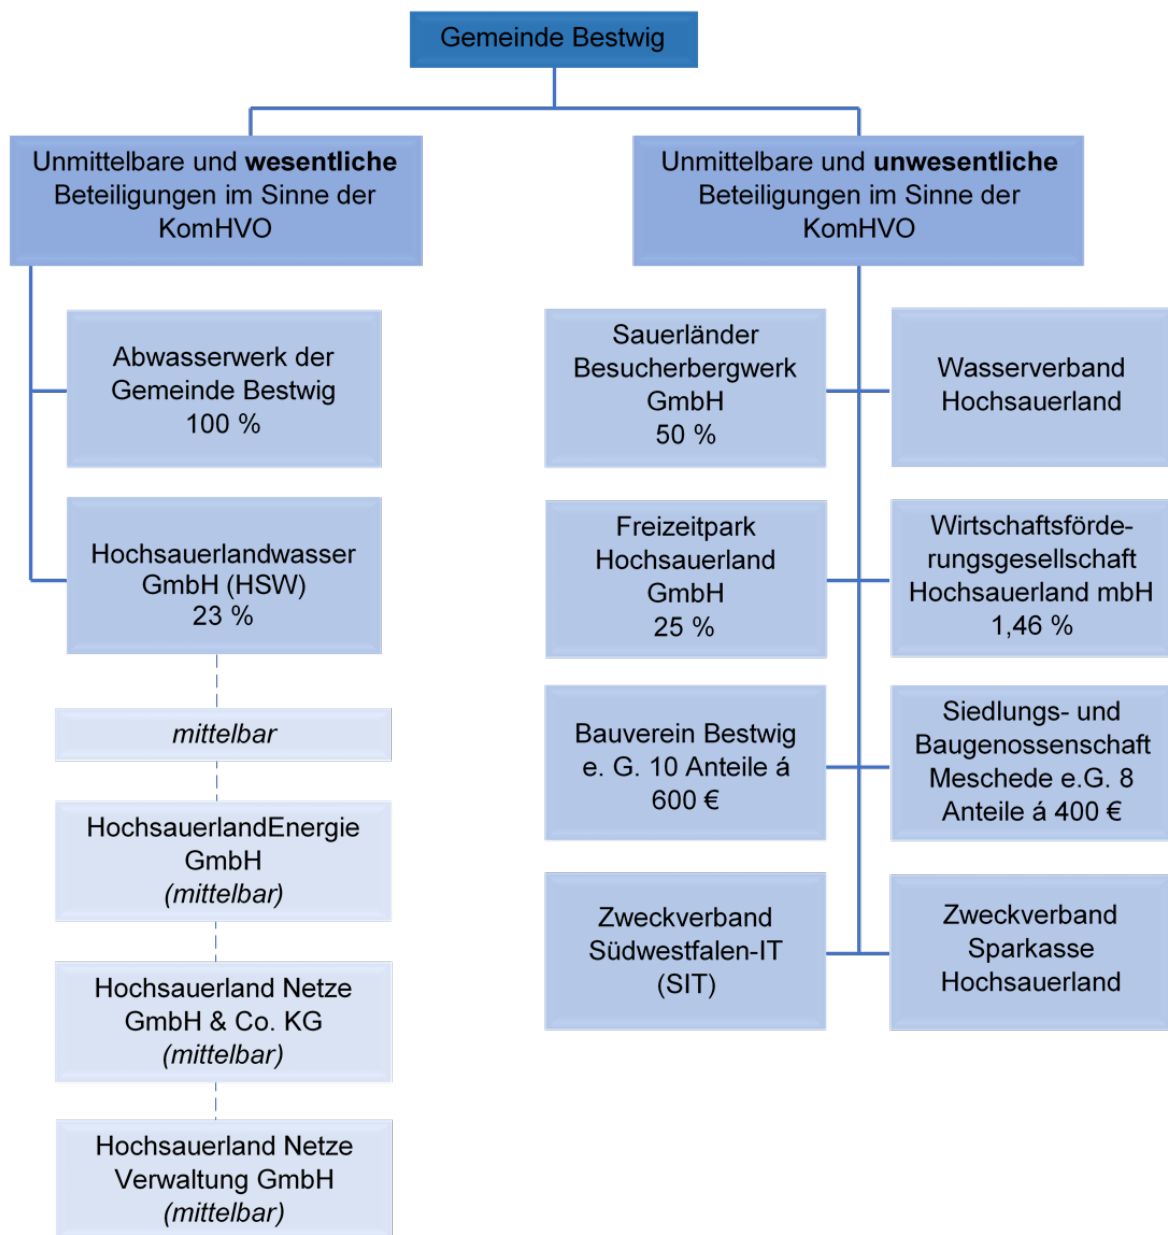 Gemeinde Bestwig
Unmittelbare und wesentliche
Beteiligungen im Sinne der
KomHVO
Abwasserwerk der
Gemeinde Bestwig
100 %
Hochsauerlandwasser
GmbH (HSW)
23 %
mittelbar
HochsauerlandEnergie
GmbH
(mittelbar)
Hochsauerland Netze
GmbH & Co. KG
(mittelbar)
Hochsauerland Netze
Verwaltung GmbH
(mittelbar)
Unmittelbare und unwesentliche
Beteiligungen im Sinne der
KomHVO
Sauerländer
Besucherbergwerk
GmbH
50 %
Wasserverband
Hochsauerland
Freizeitpark
Hochsauerland
GmbH
25 %
Wirtschaftsförde-
rungsgesellschaft
Hochsauerland mbH
1,46 %
Bauverein Bestwig
e. G. 10 Anteile á
600 €
Siedlungs- und
Baugenossenschaft
Meschede e.G. 8
Anteile á 400 €
Zweckverband
Südwestfalen-IT
(SIT)
Zweckverband
Sparkasse
Hochsauerland